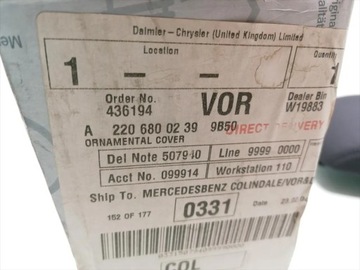 Daimler-Chrysler (United Kingdom) Limited
Location
1 - -
Order No.
436194
VOR
Dealer Bin
W19883
A 220 680 02 39 9B50
DIRECT DELIVERY
ORNAMENTAL COVER
Del Note 507940 Line 9999 0000
Acct No. 099914 Workstation 110
Ship To: MERCEDESBENZ COLINDALE/VOR
152 OF 177
0331
COL